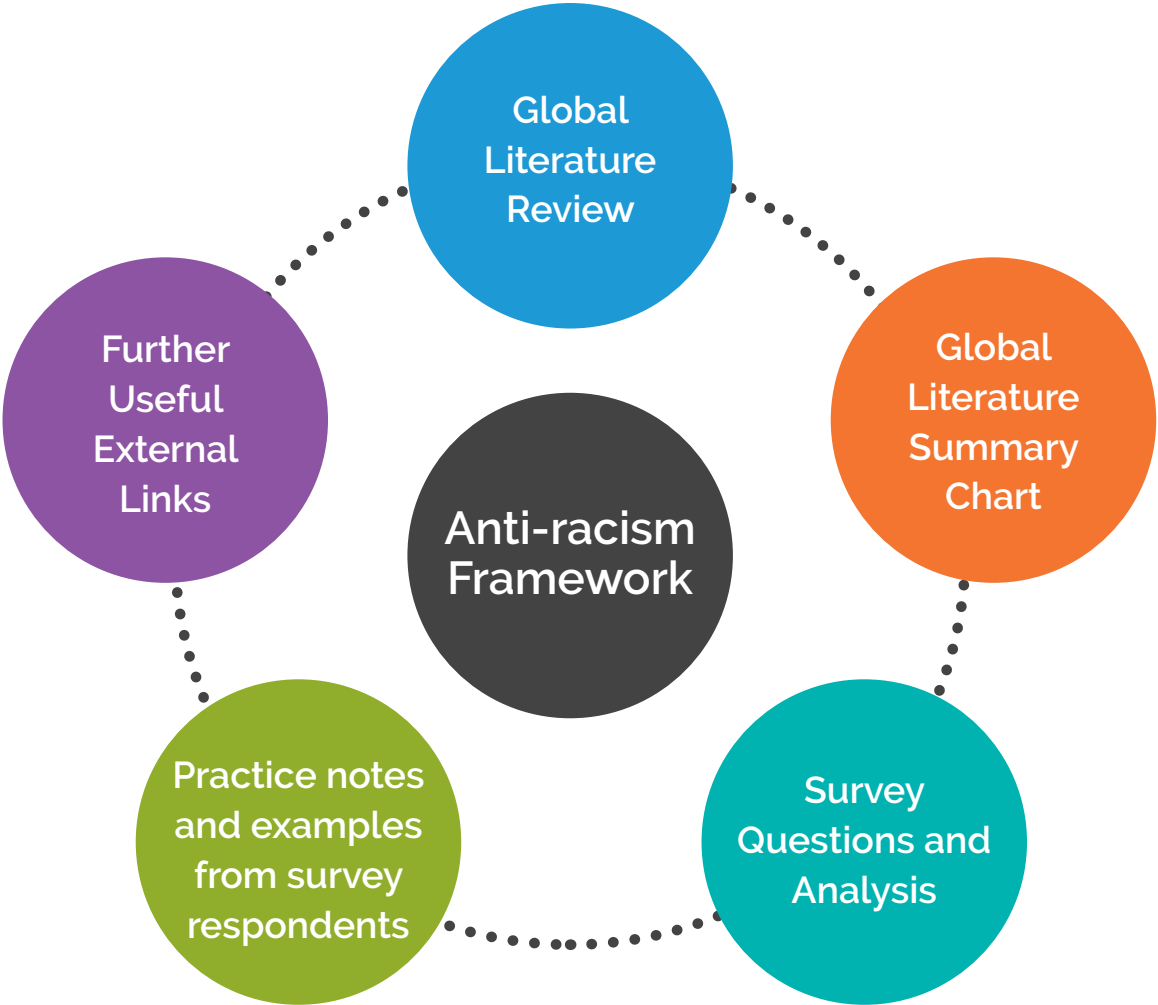 Global
Literature
Review
Global
Literature
Summary
Chart
Survey
Questions and
Analysis
Practice notes
and examples
from survey
respondents
Further
Useful
External
Links
Anti-racism
Framework